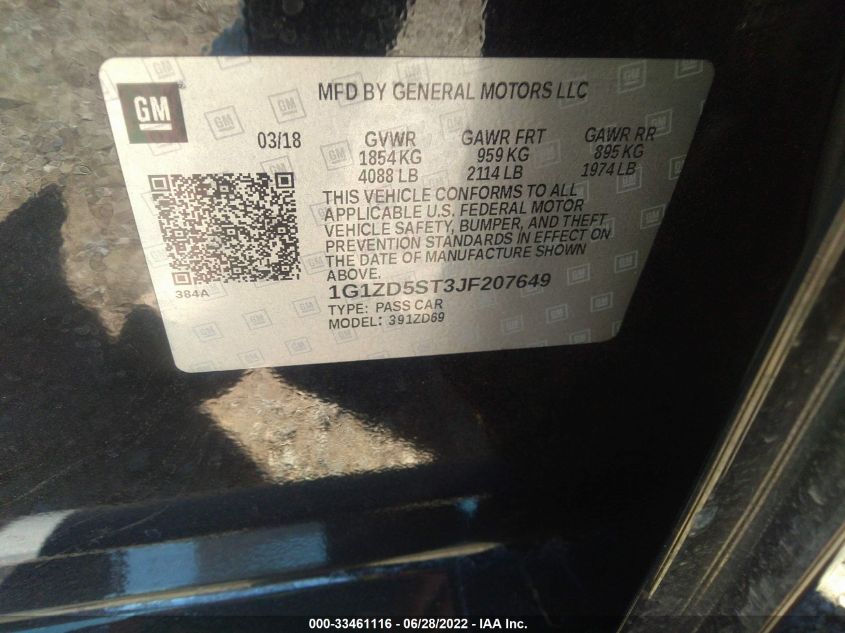 GM
MFD BY GENERAL MOTORS LLC
03/18 GVWR GAWR FRT GAWR RR
1854 KG 959 KG 895 KG
4088 LB 2114 LB 1974 LB
THIS VEHICLE CONFORMS TO ALL
APPLICABLE U.S. FEDERAL MOTOR
VEHICLE SAFETY, BUMPER, AND THEFT
PREVENTION STANDARDS IN EFFECT ON
THE DATE OF MANUFACTURE SHOWN
ABOVE.
384A
1G1ZD5ST3JF207649
TYPE: PASS CAR
MODEL: 391ZD69
000-33461116 - 06/28/2022 - IAA Inc.